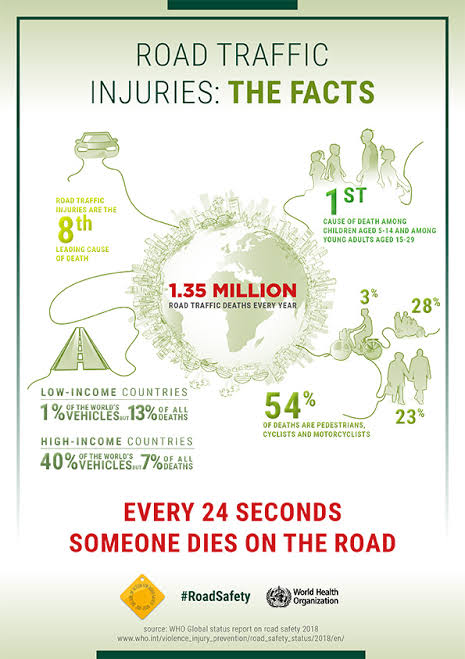 ROAD TRAFFIC
INJURIES: THE FACTS
ROAD TRAFFIC
INJURIES ARE THE
8th
LEADING CAUSE
OF DEATH
1ST
CAUSE OF DEATH AMONG
CHILDREN AGED 5-14 AND AMONG
YOUNG ADULTS AGED 15-29
1.35 MILLION
ROAD TRAFFIC DEATHS EVERY YEAR
3%
28%
23%
54%
OF DEATHS ARE PEDESTRIANS,
CYCLISTS AND MOTORCYCLISTS
LOW-INCOME COUNTRIES
1% OF THE WORLD'S VEHICLES BUT 13% OF ALL DEATHS
HIGH-INCOME COUNTRIES
40% OF THE WORLD'S VEHICLES BUT 7% OF ALL DEATHS
EVERY 24 SECONDS
SOMEONE DIES ON THE ROAD
#RoadSafety
World Health
Organization
source: WHO Global status report on road safety 2018
www.who.int/violence_injury_prevention/road_safety_status/2018/en/